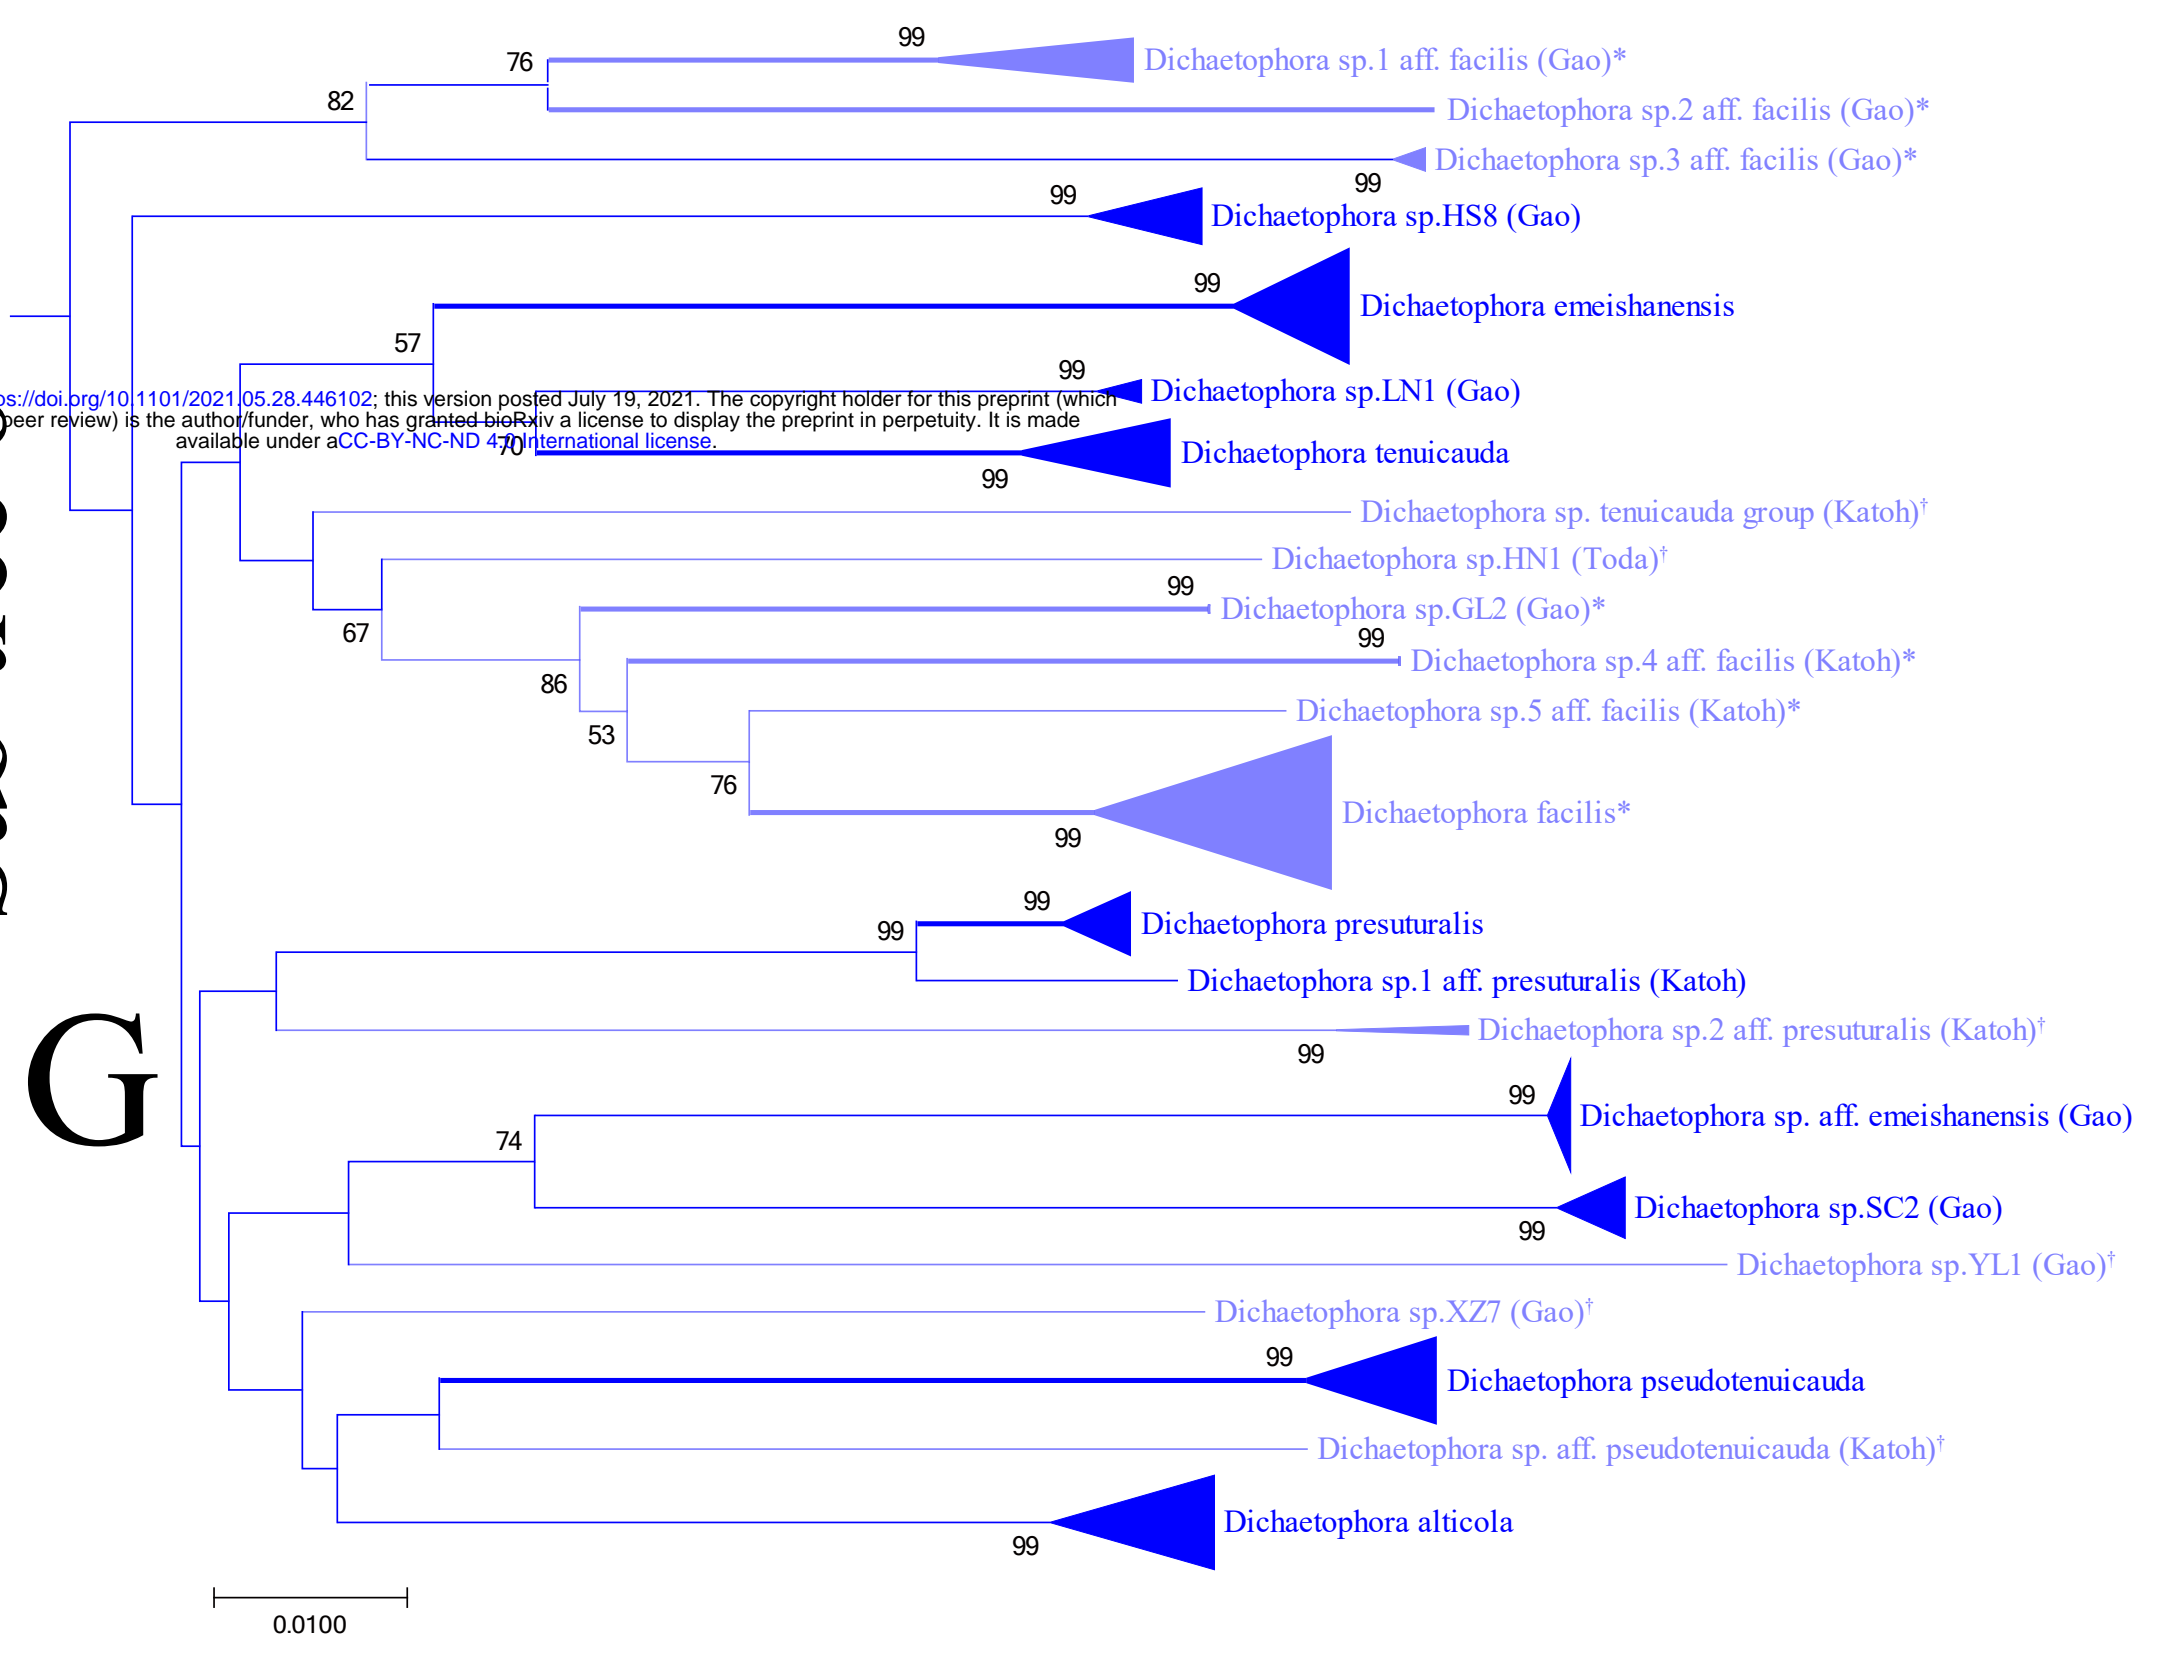 99
76
Dichaetophora sp.1 aff. facilis (Gao)*
82
Dichaetophora sp.2 aff. facilis (Gao)*
Dichaetophora sp.3 aff. facilis (Gao)*
99
99
Dichaetophora sp.HS8 (Gao)
99
Dichaetophora emeishanensis
57
99
Dichaetophora sp.LN1 (Gao)
://doi.org/10.1101/2021.05.28.446102; this version posted July 19, 2021. The copyright holder for this preprint (which
peer review) is the author/funder, who has granted bioRxiv a license to display the preprint in perpetuity. It is made
available under aCC-BY-NC-ND 4.0 International license.
70
Dichaetophora tenuicauda
99
Dichaetophora sp. tenuicauda group (Katoh)†
Dichaetophora sp.HN1 (Toda)†
99
Dichaetophora sp.GL2 (Gao)*
67
99
Dichaetophora sp.4 aff. facilis (Katoh)*
86
Dichaetophora sp.5 aff. facilis (Katoh)*
53
76
Dichaetophora facilis*
99
99
Dichaetophora presuturalis
99
Dichaetophora sp.1 aff. presuturalis (Katoh)
Dichaetophora sp.2 aff. presuturalis (Katoh)†
99
G
99
Dichaetophora sp. aff. emeishanensis (Gao)
74
Dichaetophora sp.SC2 (Gao)
99
Dichaetophora sp.YL1 (Gao)†
Dichaetophora sp.XZ7 (Gao)†
99
Dichaetophora pseudotenuicauda
Dichaetophora sp. aff. pseudotenuicauda (Katoh)†
Dichaetophora alticola
99
0.0100